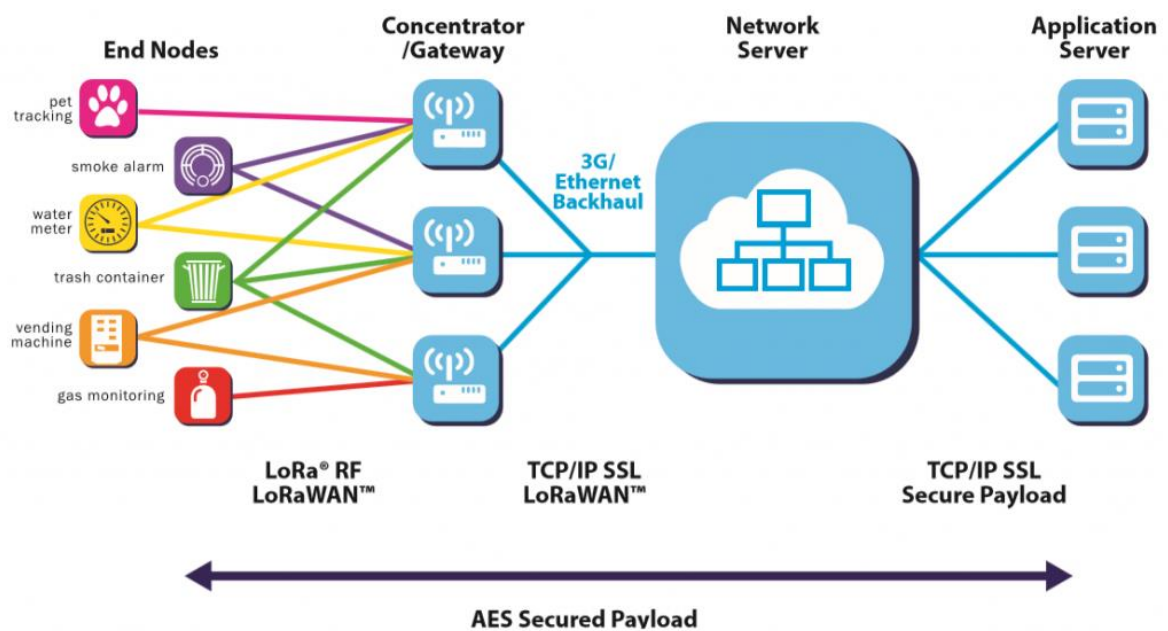 End Nodes
Concentrator
/Gateway
Network
Server
Application
Server
pet
tracking
smoke alarm
water
meter
trash container
vending
machine
gas monitoring
3G/
Ethernet
Backhaul
LoRa® RF
LoRaWAN™
TCP/IP SSL
LoRaWAN™
TCP/IP SSL
Secure Payload
AES Secured Payload